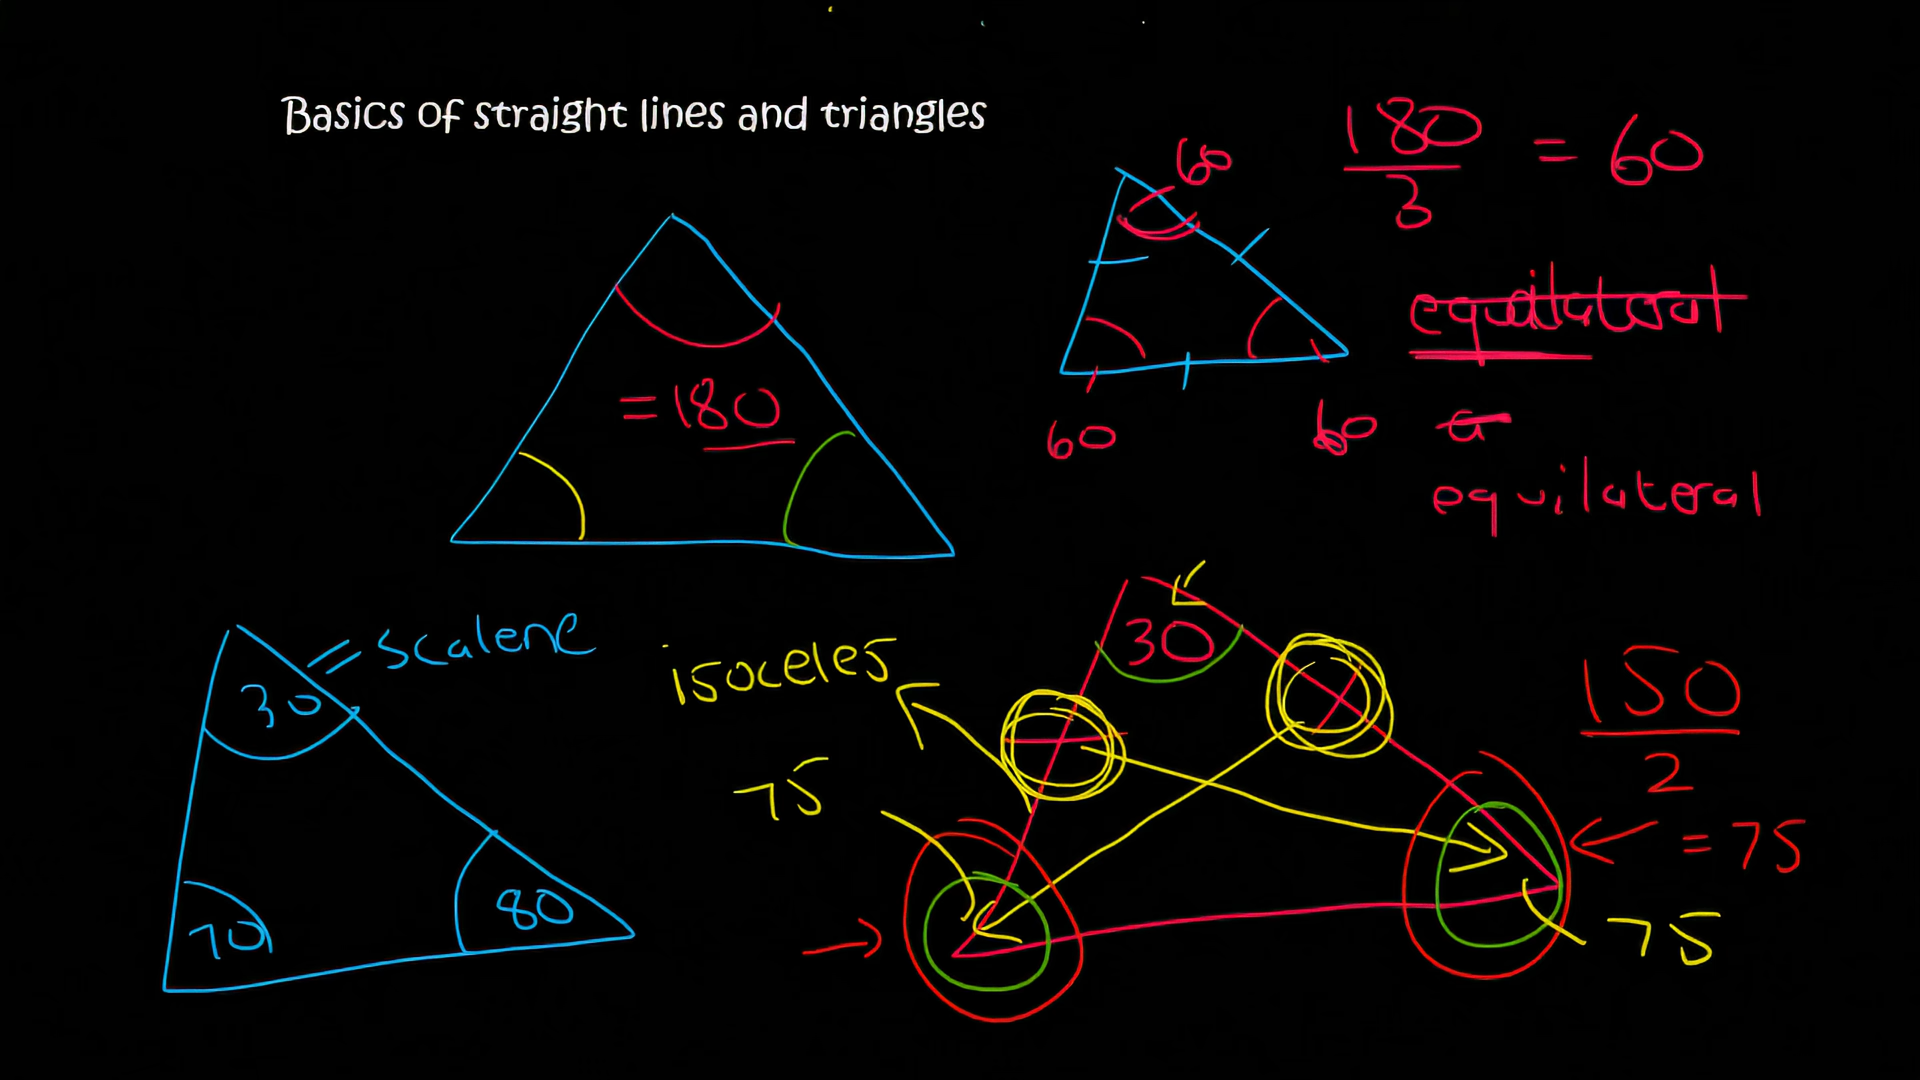 Basics of straight lines and triangles
60
180
3
= 60
equilateral
= 180
60
60
a
equilateral
= scalene
30
70
80
isoceles
30
75
150
2
= 75
75